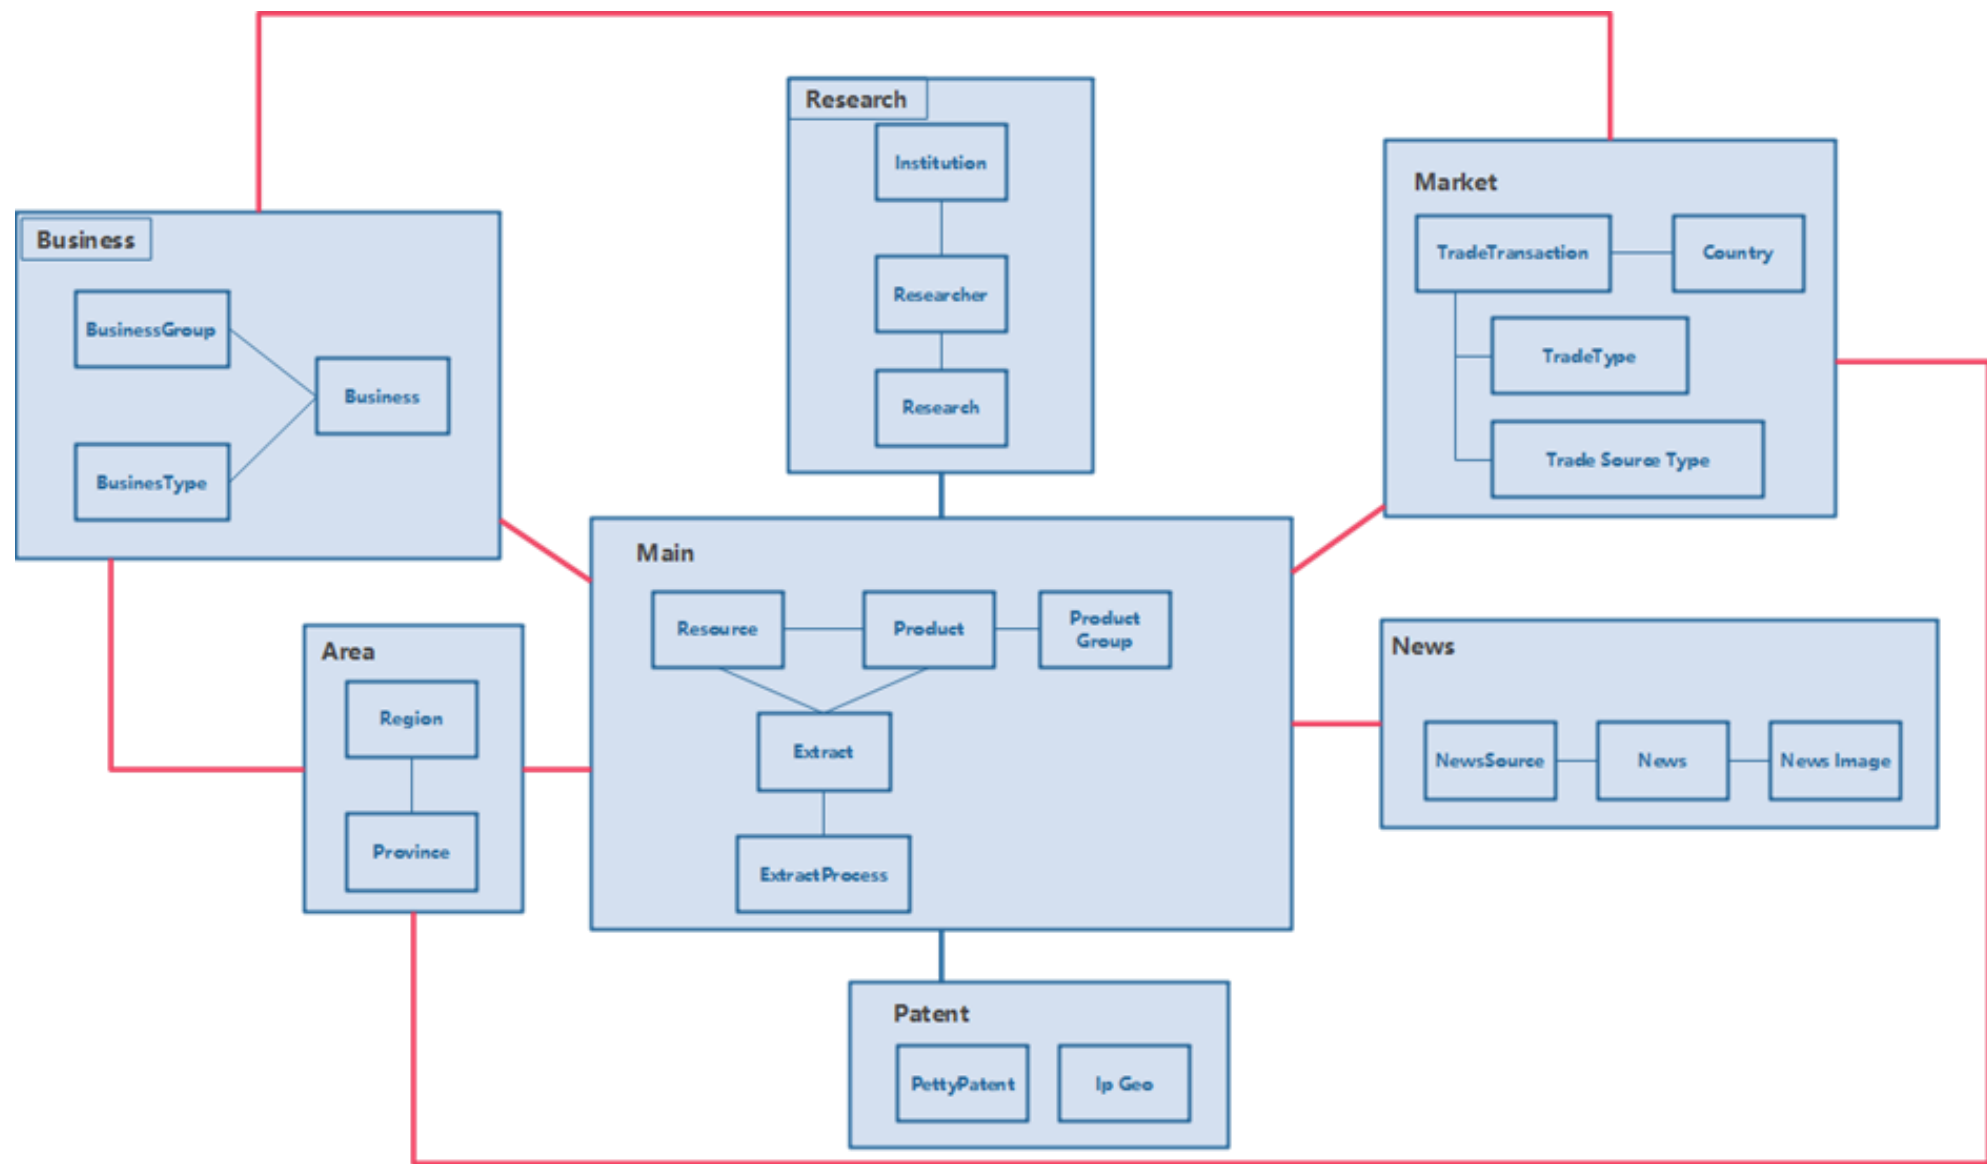 Research
Institution
Researcher
Research
Market
TradeTransaction
Country
TradeType
Trade Source Type
Business
BusinessGroup
Business
BusinesType
Main
Resource
Product
Product
Group
Extract
ExtractProcess
Area
Region
Province
News
NewsSource
News
News Image
Patent
PettyPatent
Ip Geo